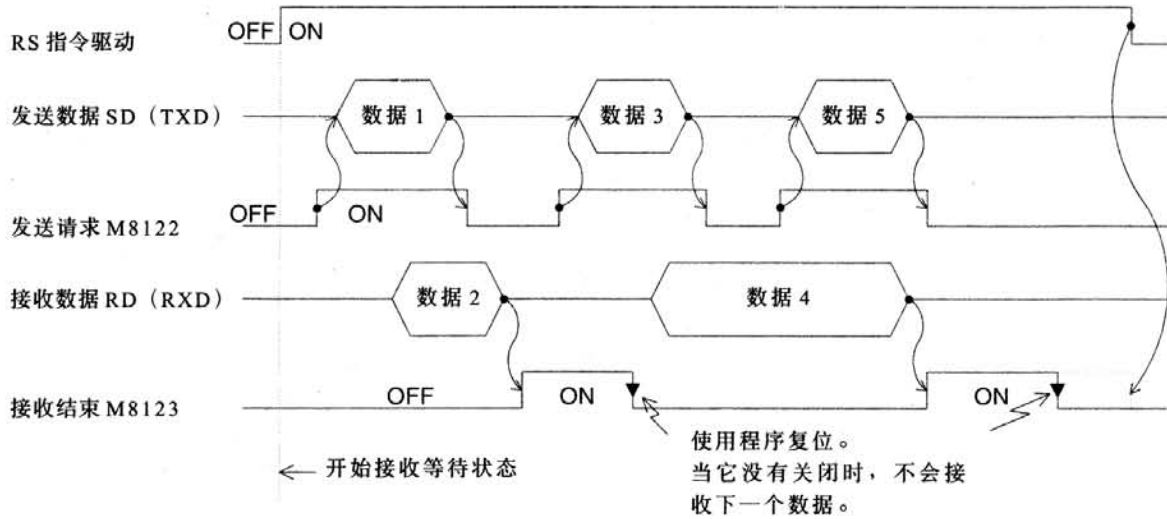 RS 指令驱动 OFF ON
发送数据 SD（TXD） 数据 1 数据 3 数据 5
发送请求 M8122 OFF ON
接收数据 RD（RXD） 数据 2 数据 4
接收结束 M8123 OFF ON ON
开始接收等待状态
使用程序复位。
当它没有关闭时，不会接
收下一个数据。